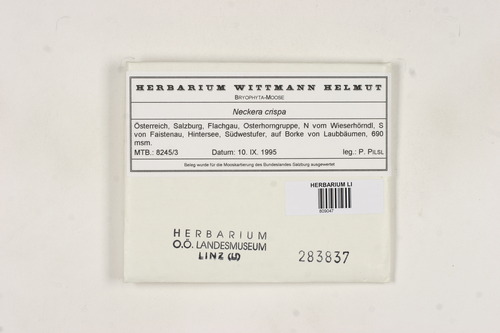 HERBARIUM WITTMANN HELMUT
BRYOPHYTA-MOOSE
Neckera crispa
Österreich, Salzburg, Flachgau, Osterhorngruppe, N vom Wieserhörndl, S
von Faistenau, Hintersee, Südwestufer, auf Borke von Laubbäumen, 690
msm.
MTB.: 8245/3 Datum: 10. IX. 1995 leg.: P. PILSL
Beleg wurde für die Mooskartierung des Bundeslandes Salzburg ausgewertet
HERBARIUM LI
809047
HERBARIUM
O.Ö. LANDESMUSEUM
LINZ (LI)
283837